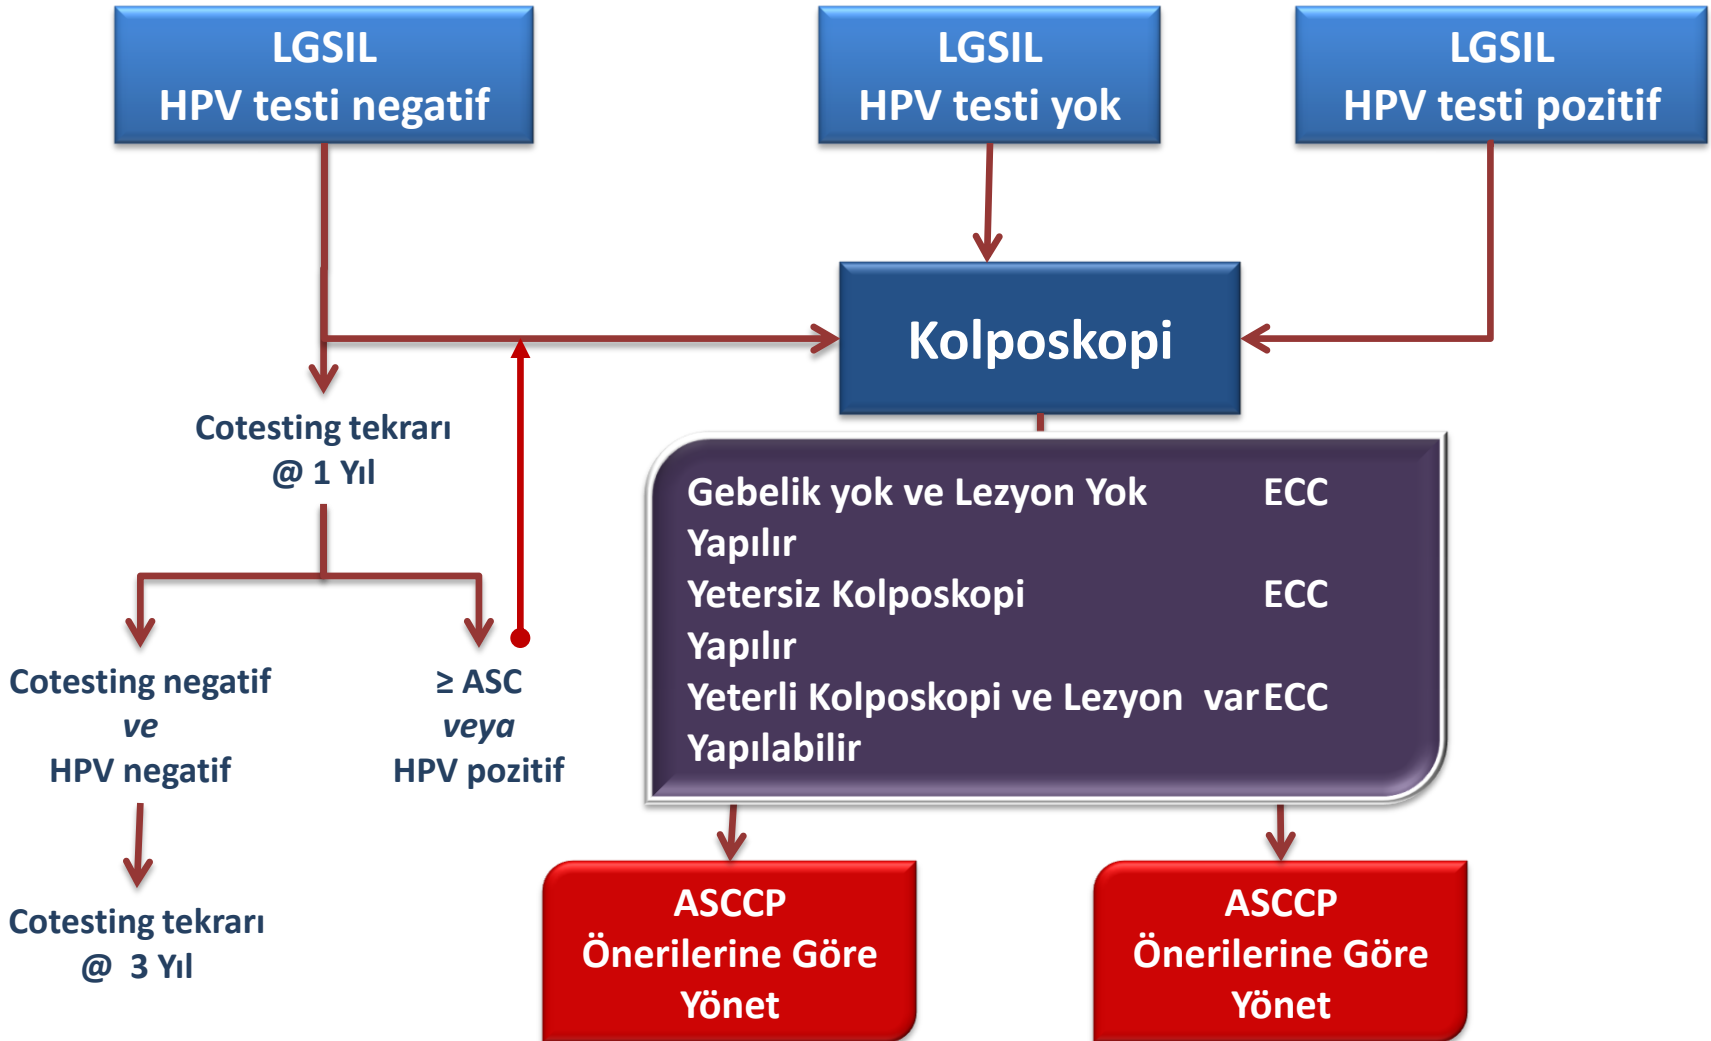 LGSIL
HPV testi negatif
LGSIL
HPV testi yok
LGSIL
HPV testi pozitif
Kolposkopi
Cotesting tekrarı
@ 1 Yıl
Gebelik yok ve Lezyon Yok ECC
Yapılır
Yetersiz Kolposkopi ECC
Yapılır
Yeterli Kolposkopi ve Lezyon var ECC
Yapılabilir
Cotesting negatif
ve
HPV negatif
≥ ASC
veya
HPV pozitif
Cotesting tekrarı
@ 3 Yıl
ASCCP
Önerilerine Göre
Yönet
ASCCP
Önerilerine Göre
Yönet